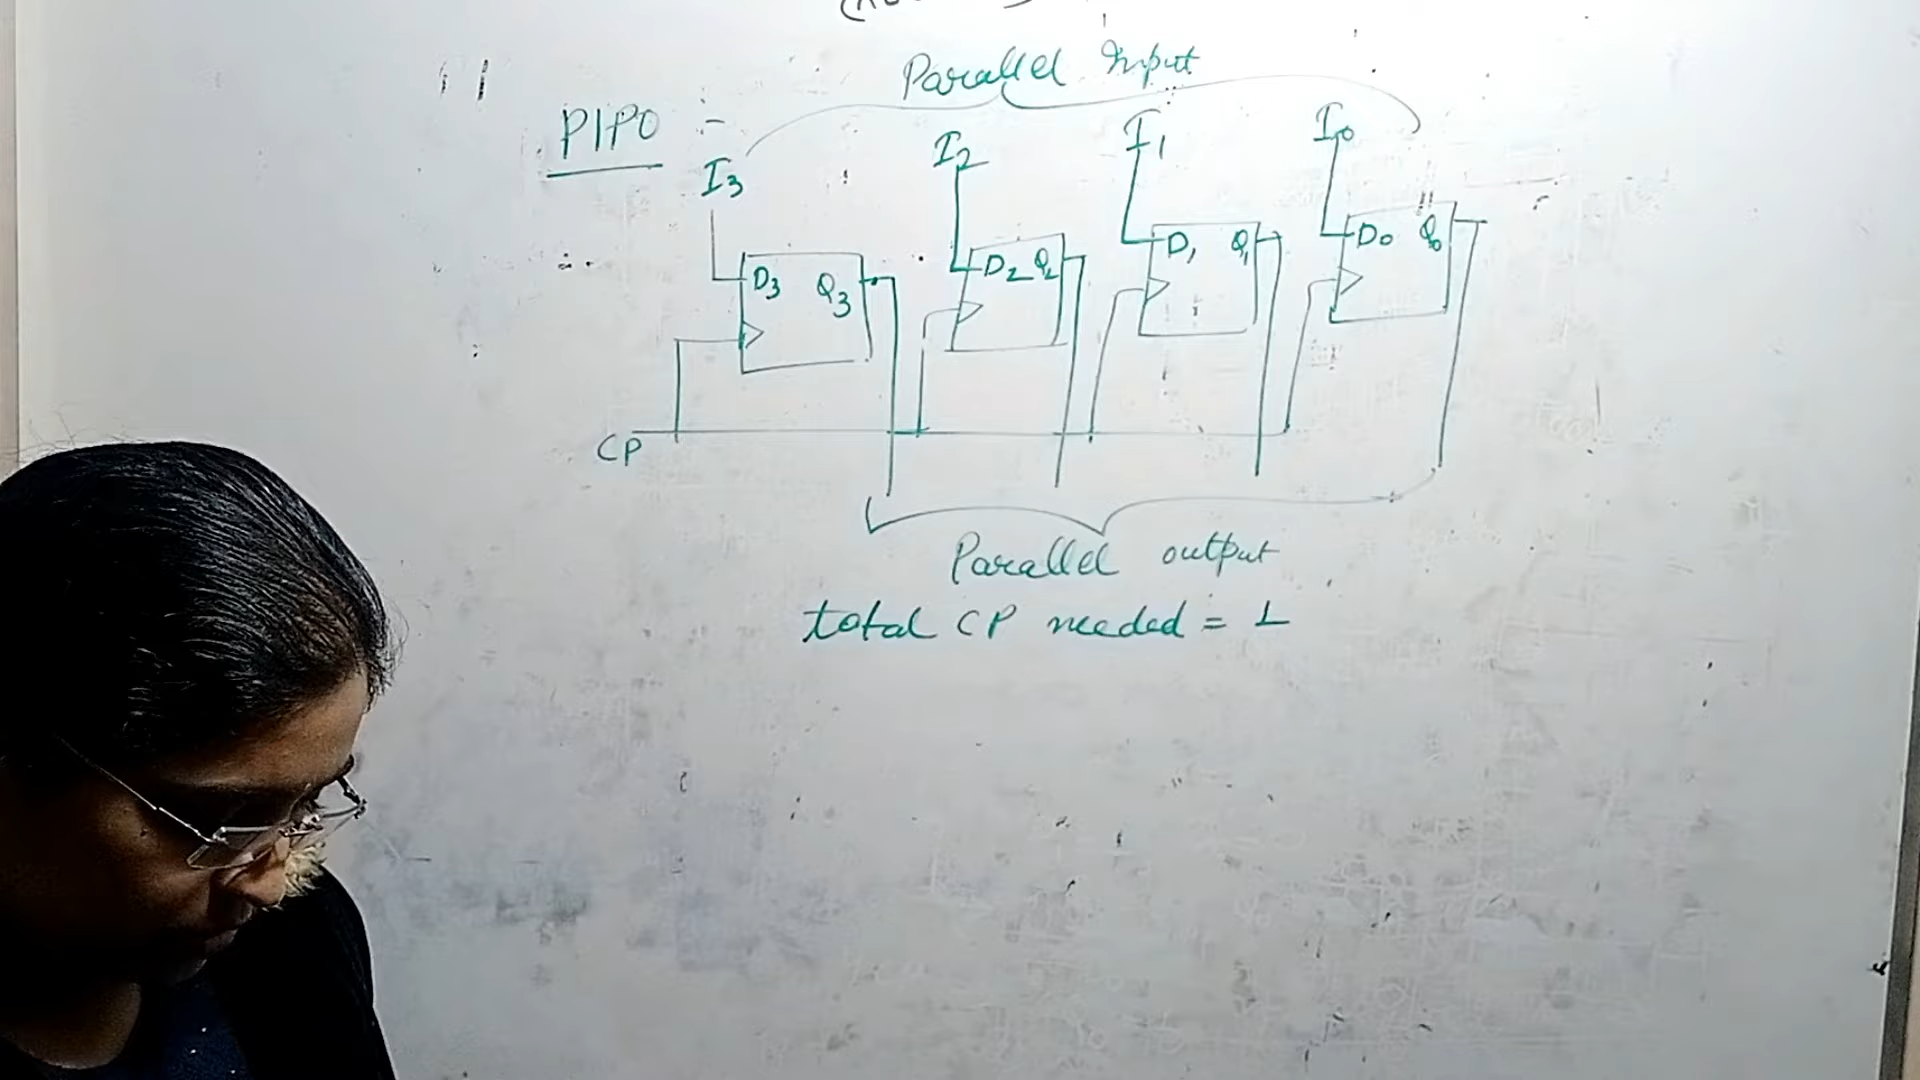 Parallel Input
PIPO :-
I3 I2 I1 I0
D3 Q3 D2 Q2 D1 Q1 D0 Q0
CP
Parallel output
total CP needed = 1